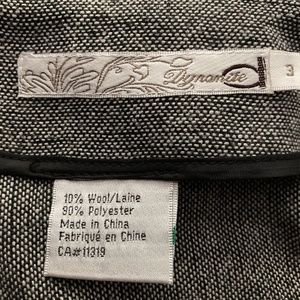 Dynamite
3
10% Wool/Laine
90% Polyester
Made in China
Fabriqué en Chine
CA#11319